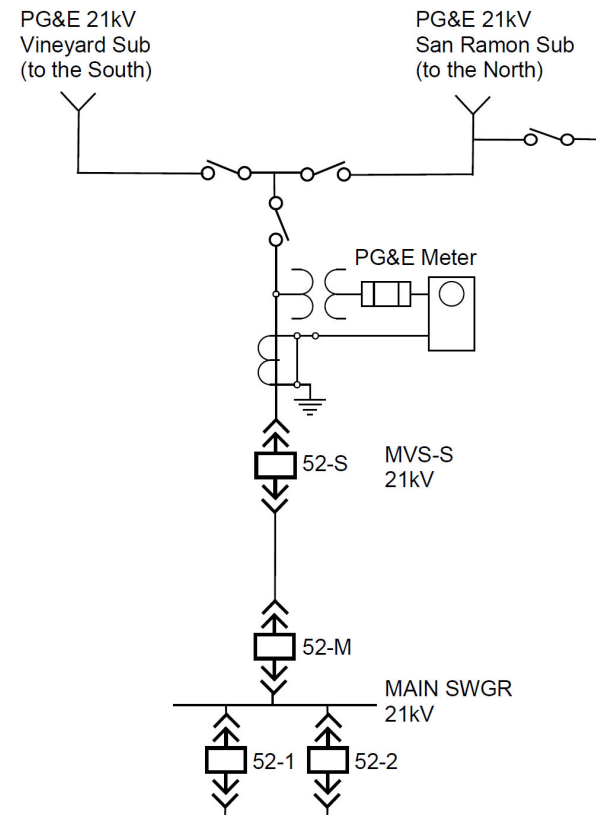 PG&E 21kV
Vineyard Sub
(to the South)
PG&E 21kV
San Ramon Sub
(to the North)
PG&E Meter
52-S
MVS-S
21kV
52-M
MAIN SWGR
21kV
52-1
52-2